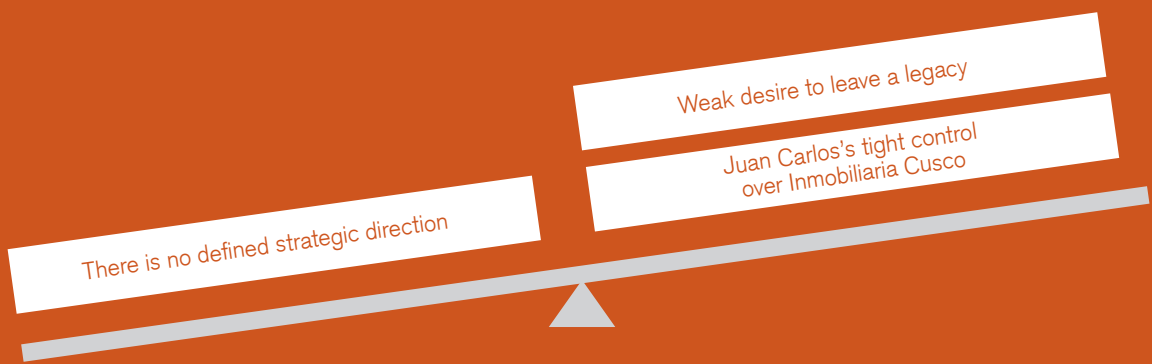 Weak desire to leave a legacy
Juan Carlos’s tight control
over Inmobiliaria Cusco
There is no defined strategic direction